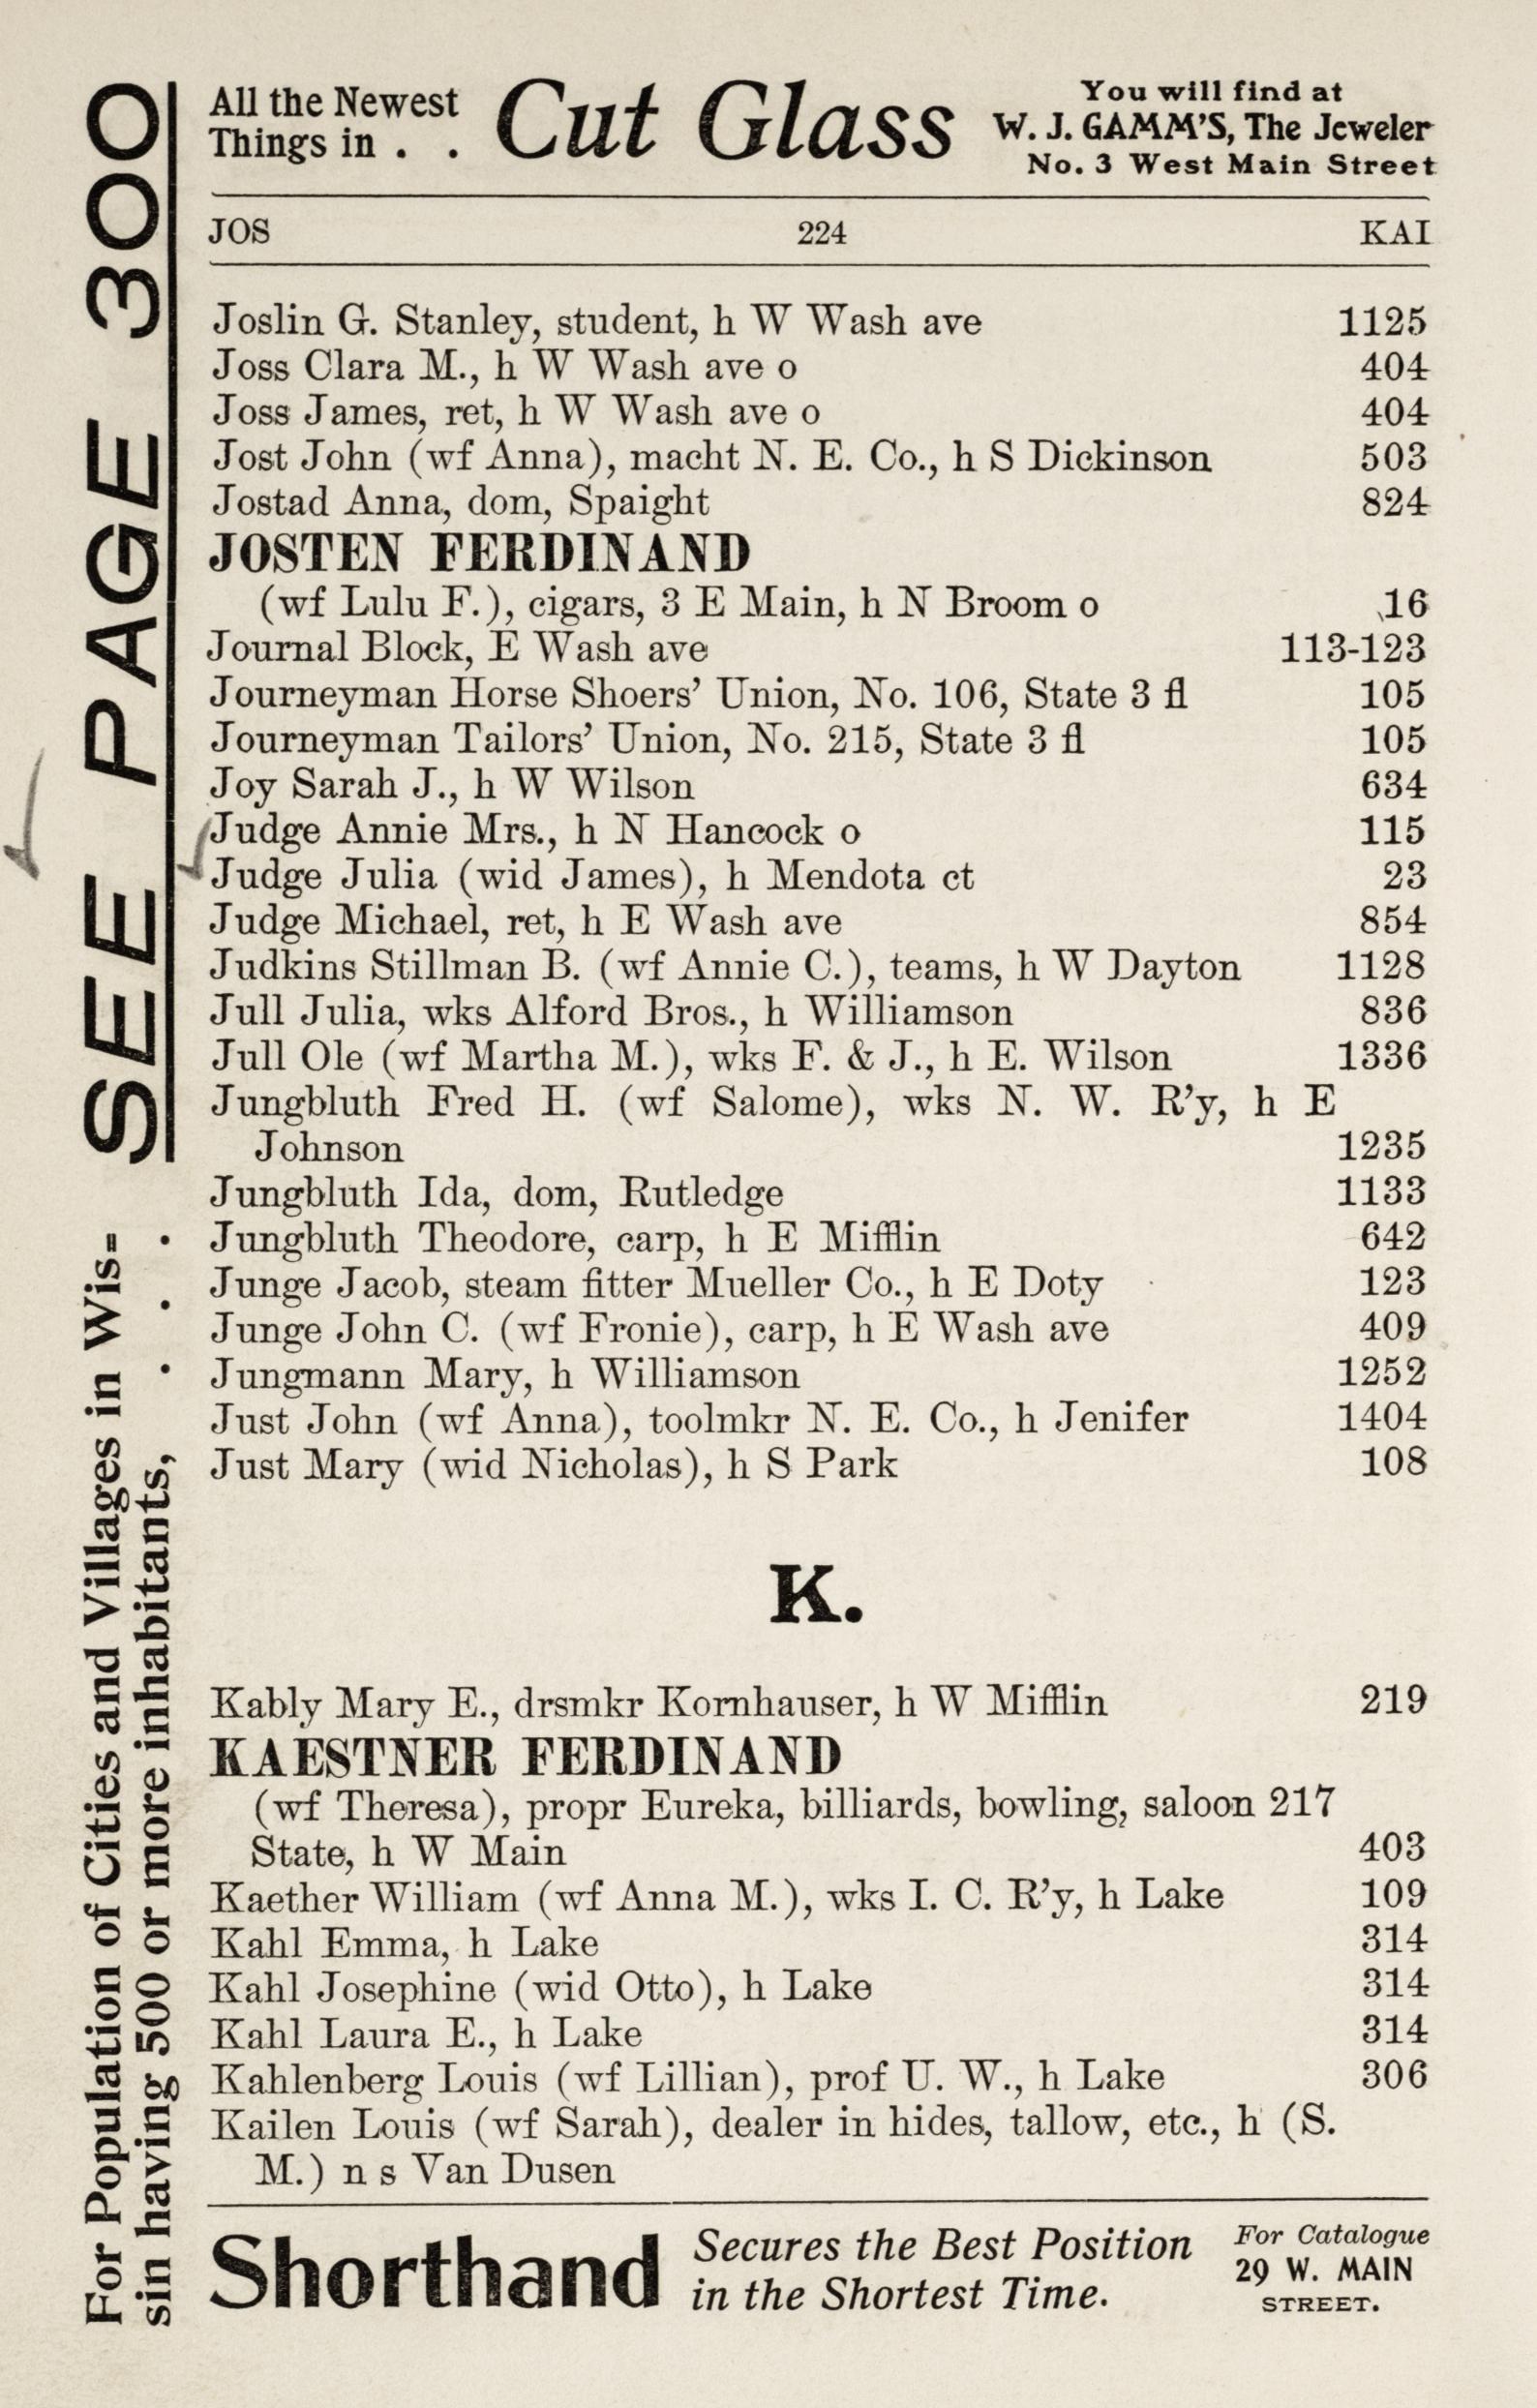 All the Newest
Things in . .
Cut Glass
You will find at
W. J. GAMM'S, The Jeweler
No. 3 West Main Street
JOS 224 KAI
Joslin G. Stanley, student, h W Wash ave 1125
Joss Clara M., h W Wash ave o 404
Joss James, ret, h W Wash ave o 404
Jost John (wf Anna), macht N. E. Co., h S Dickinson 503
Jostad Anna, dom, Spaight 824
JOSTEN FERDINAND
(wf Lulu F.), cigars, 3 E Main, h N Broom o 16
Journal Block, E Wash ave 113-123
Journeyman Horse Shoers' Union, No. 106, State 3 fl 105
Journeyman Tailors' Union, No. 215, State 3 fl 105
Joy Sarah J., h W Wilson 634
Judge Annie Mrs., h N Hancock o 115
Judge Julia (wid James), h Mendota ct 23
Judge Michael, ret, h E Wash ave 854
Judkins Stillman B. (wf Annie C.), teams, h W Dayton 1128
Jull Julia, wks Alford Bros., h Williamson 836
Jull Ole (wf Martha M.), wks F. & J., h E. Wilson 1336
Jungbluth Fred H. (wf Salome), wks N. W. R'y, h E
Johnson 1235
Jungbluth Ida, dom, Rutledge 1133
Jungbluth Theodore, carp, h E Mifflin 642
Junge Jacob, steam fitter Mueller Co., h E Doty 123
Junge John C. (wf Fronie), carp, h E Wash ave 409
Jungmann Mary, h Williamson 1252
Just John (wf Anna), toolmkr N. E. Co., h Jenifer 1404
Just Mary (wid Nicholas), h S Park 108
K.
Kably Mary E., drsmkr Kornhauser, h W Mifflin 219
KAESTNER FERDINAND
(wf Theresa), propr Eureka, billiards, bowling, saloon 217
State, h W Main 403
Kaether William (wf Anna M.), wks I. C. R'y, h Lake 109
Kahl Emma, h Lake 314
Kahl Josephine (wid Otto), h Lake 314
Kahl Laura E., h Lake 314
Kahlenberg Louis (wf Lillian), prof U. W., h Lake 306
Kailen Louis (wf Sarah), dealer in hides, tallow, etc., h (S.
M.) n s Van Dusen
Shorthand
Secures the Best Position
in the Shortest Time.
For Catalogue
29 W. MAIN
STREET.
For Population of Cities and Villages in Wis-
sin having 500 or more inhabitants, . . .
SEE PAGE 300